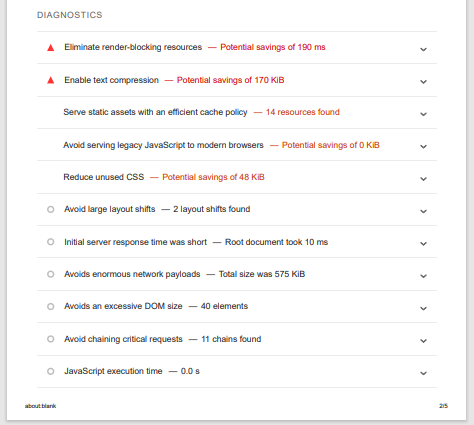 DIAGNOSTICS
Eliminate render-blocking resources — Potential savings of 190 ms
Enable text compression — Potential savings of 170 KiB
Serve static assets with an efficient cache policy — 14 resources found
Avoid serving legacy JavaScript to modern browsers — Potential savings of 0 KiB
Reduce unused CSS — Potential savings of 48 KiB
Avoid large layout shifts — 2 layout shifts found
Initial server response time was short — Root document took 10 ms
Avoids enormous network payloads — Total size was 575 KiB
Avoids an excessive DOM size — 40 elements
Avoid chaining critical requests — 11 chains found
JavaScript execution time — 0.0 s
about:blank 2/5